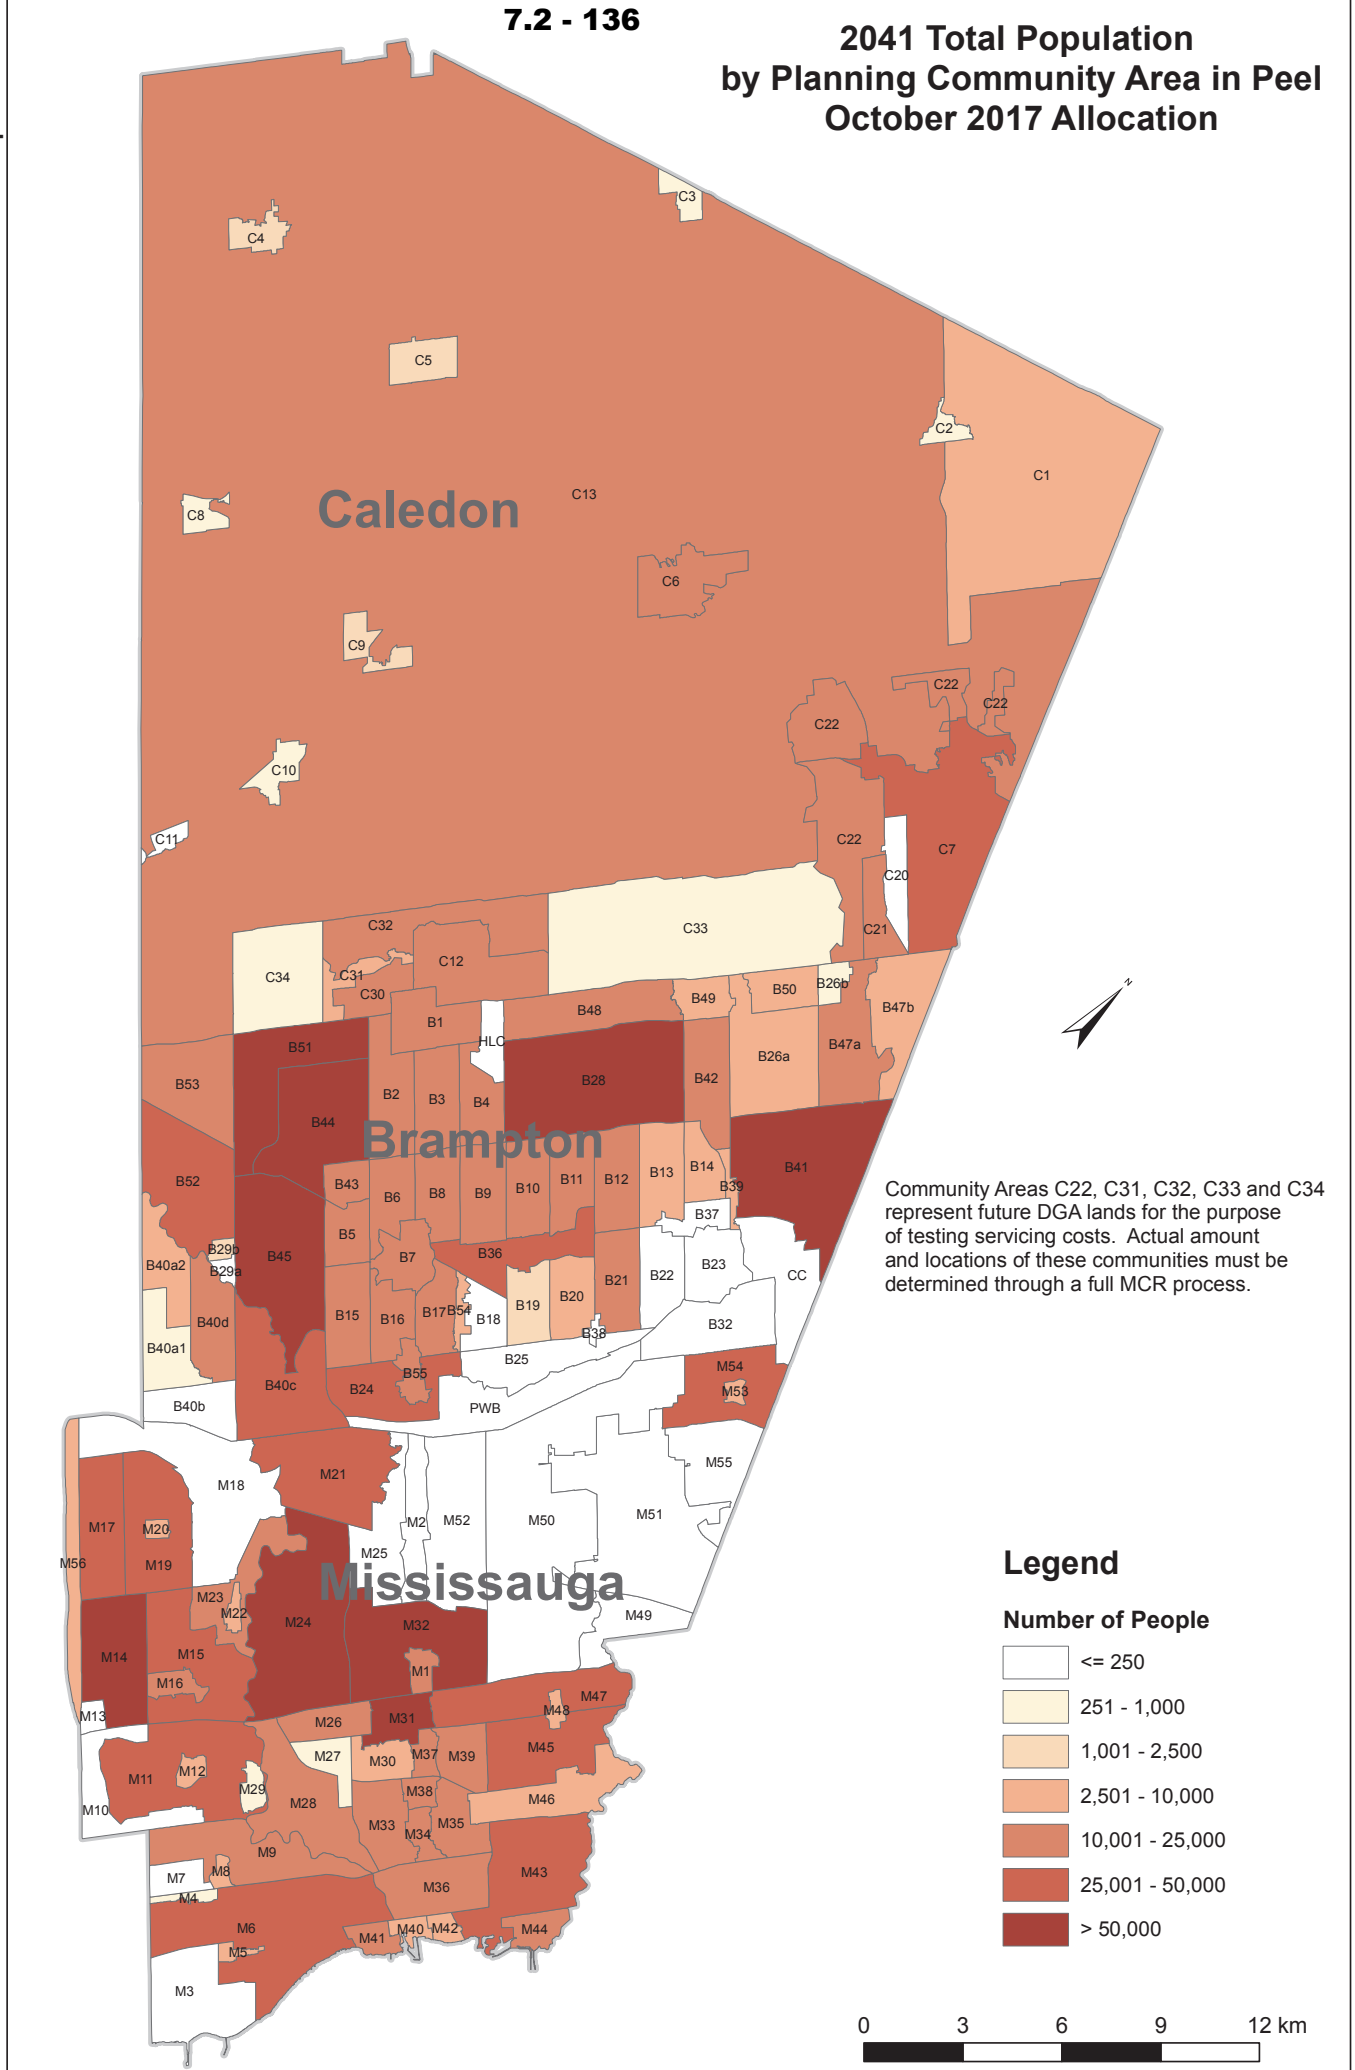 7.2 - 136
2041 Total Population
by Planning Community Area in Peel
October 2017 Allocation
C3
C4
C5
C2
C1
C13
Caledon
C8
C6
C9
C22
C22
C22
C10
C11
C22
C7
C20
C32
C33
C21
C12
C34
C31
C30
B26b
B50
B49
B47b
B48
B1
HLC
B51
B47a
B26a
B53
B28
B42
B2
B3
B4
B44
Brampton
B41
B14
B13
B12
B11
B10
B9
B8
B6
B43
B52
B39
B37
Community Areas C22, C31, C32, C33 and C34
represent future DGA lands for the purpose
of testing servicing costs. Actual amount
and locations of these communities must be
determined through a full MCR process.
B5
B36
B7
B45
B29b
B29a
B40a2
B22
B23
CC
B21
B20
B19
B54
B17
B18
B15
B16
B40d
B38
B32
B40a1
B25
B55
B24
B40c
M54
M53
B40b
PWB
M55
M21
M18
M51
M50
M52
M2
M17
M20
M25
M56
M19
Mississauga
M23
M22
M24
M32
M49
M14
M15
M1
M16
M47
M48
M13
M31
M26
M45
M27
M30
M37
M39
M12
M11
M29
M38
M46
M10
M28
M33
M34
M35
M9
M7
M8
M43
M36
M4
M6
M41
M40
M42
M44
M5
M3
N
Legend
Number of People
<= 250
251 - 1,000
1,001 - 2,500
2,501 - 10,000
10,001 - 25,000
25,001 - 50,000
> 50,000
0 3 6 9 12 km